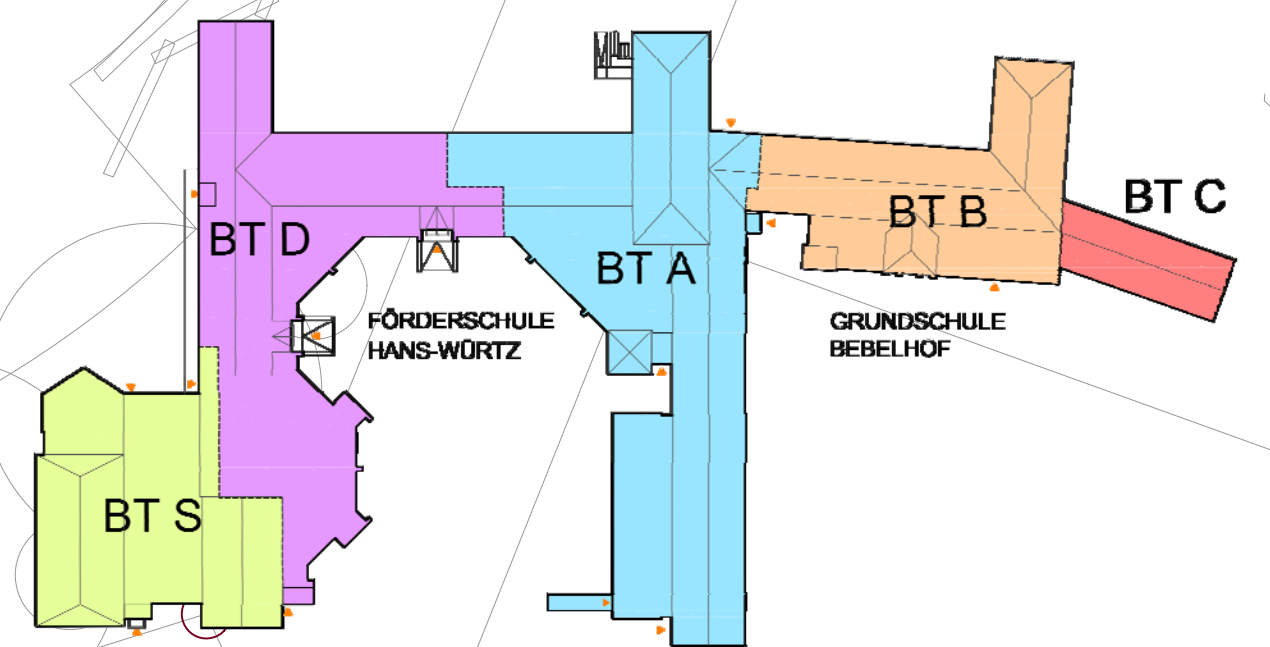 BT C
BT B
BT D
BT A
FÖRDERSCHULE
HANS-WÜRTZ
GRUNDSCHULE
BEBELHOF
BT S